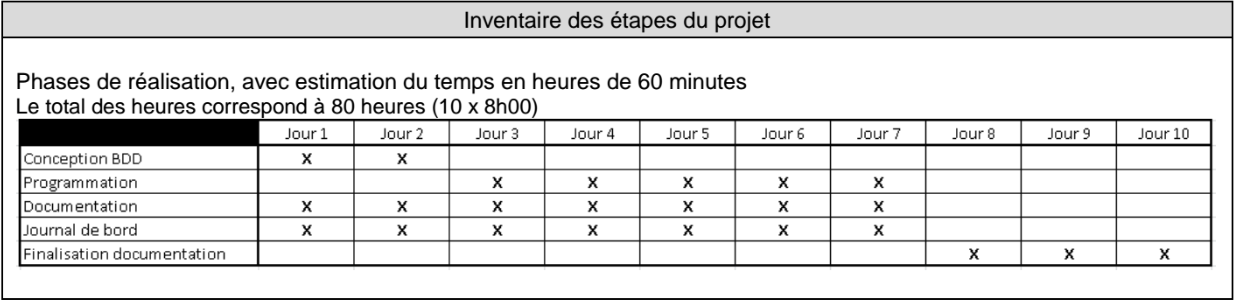 Inventaire des étapes du projet
Phases de réalisation, avec estimation du temps en heures de 60 minutes
Le total des heures correspond à 80 heures (10 x 8h00)
Jour 1 Jour 2 Jour 3 Jour 4 Jour 5 Jour 6 Jour 7 Jour 8 Jour 9 Jour 10
Conception BDD X X
Programmation X X X X X
Documentation X X X X X X X
Journal de bord X X X X X X X
Finalisation documentation X X X